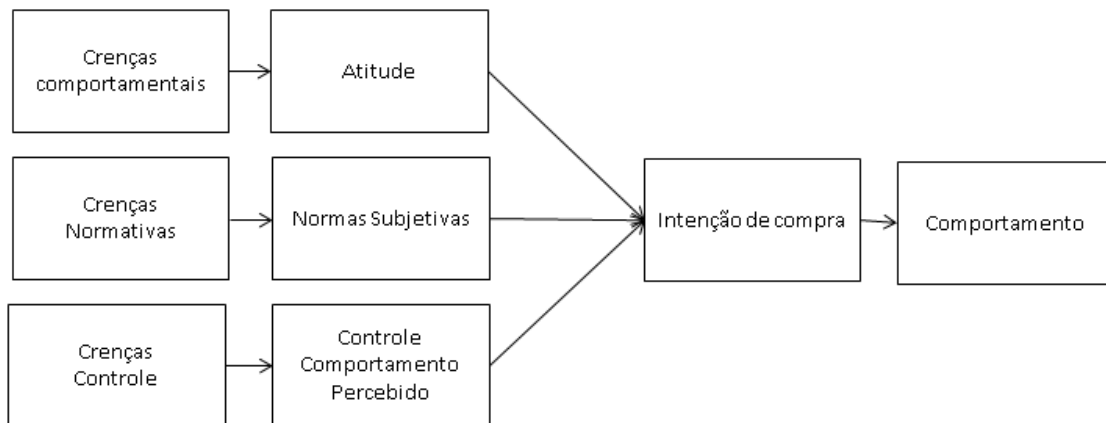 Crenças
comportamentais
Atitude
Crenças
Normativas
Normas Subjetivas
Crenças
Controle
Controle
Comportamento
Percebido
Intenção de compra
Comportamento